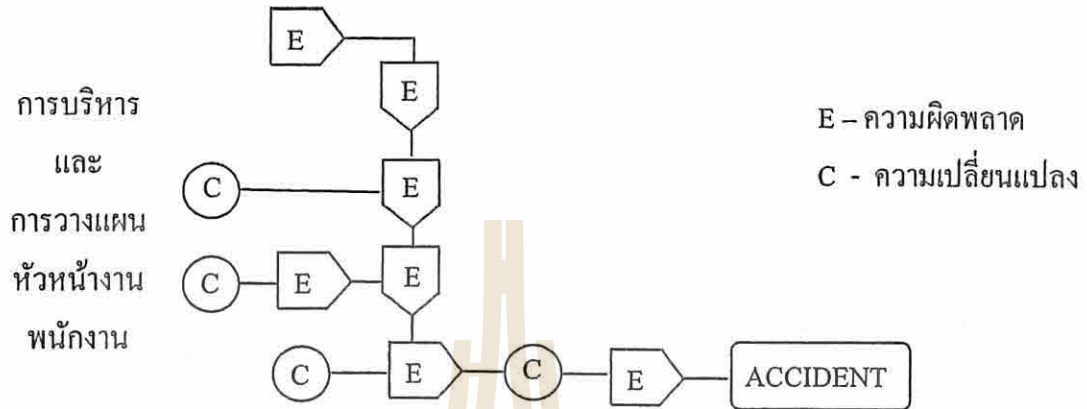 E
E
การบริหาร
E – ความผิดพลาด
และ
C E
C - ความเปลี่ยนแปลง
การวางแผน
หัวหน้างาน
C E E
พนักงาน
C E C E ACCIDENT